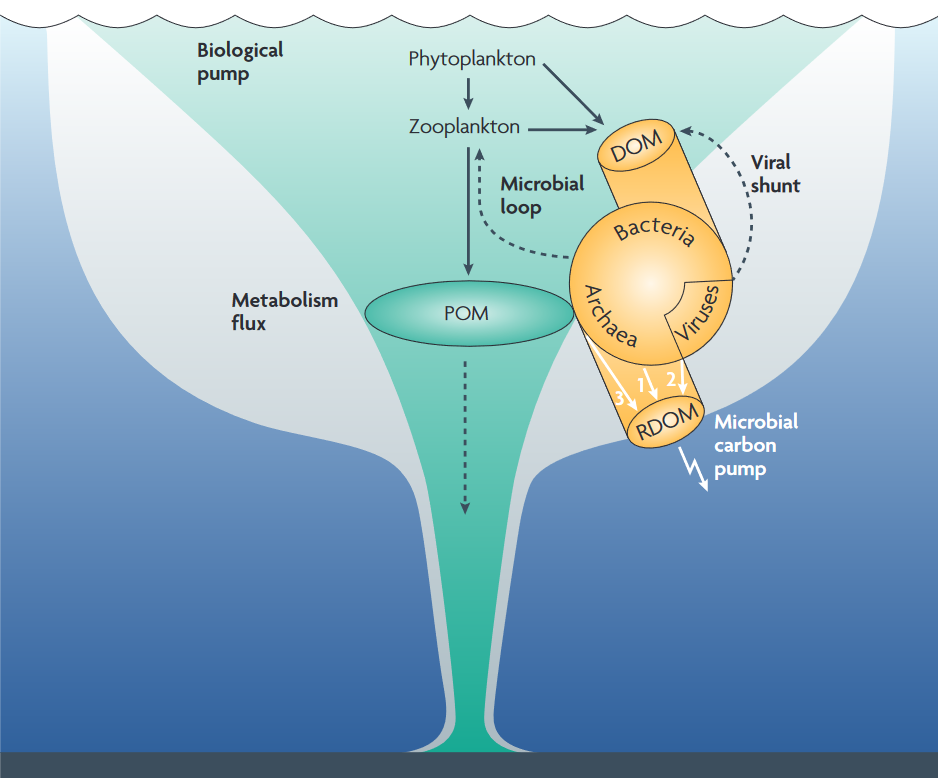 Biological
pump
Phytoplankton
Zooplankton
DOM
Viral
shunt
Microbial
loop
Bacteria
Archaea
Viruses
Metabolism
flux
POM
3
1
2
RDOM
Microbial
carbon
pump